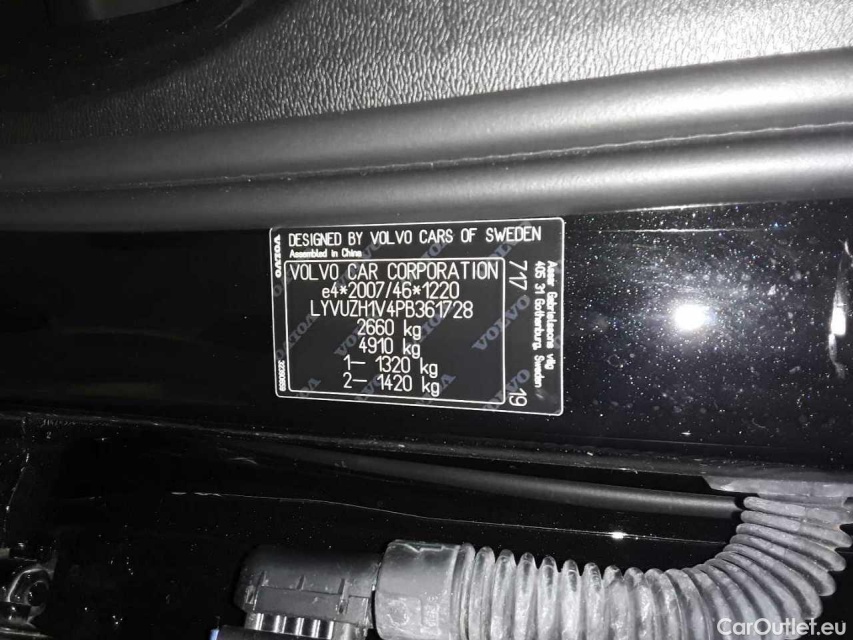 VOLVO
DESIGNED BY VOLVO CARS OF SWEDEN
Assembled in China
VOLVO CAR CORPORATION
e4*2007/46*1220
LYVUZH1V4PB361728
2660 kg
4910 kg
1– 1320 kg
2– 1420 kg
717
19
Assar Gabrielssons väg
405 31 Gothenburg, Sweden
CarOutlet.eu